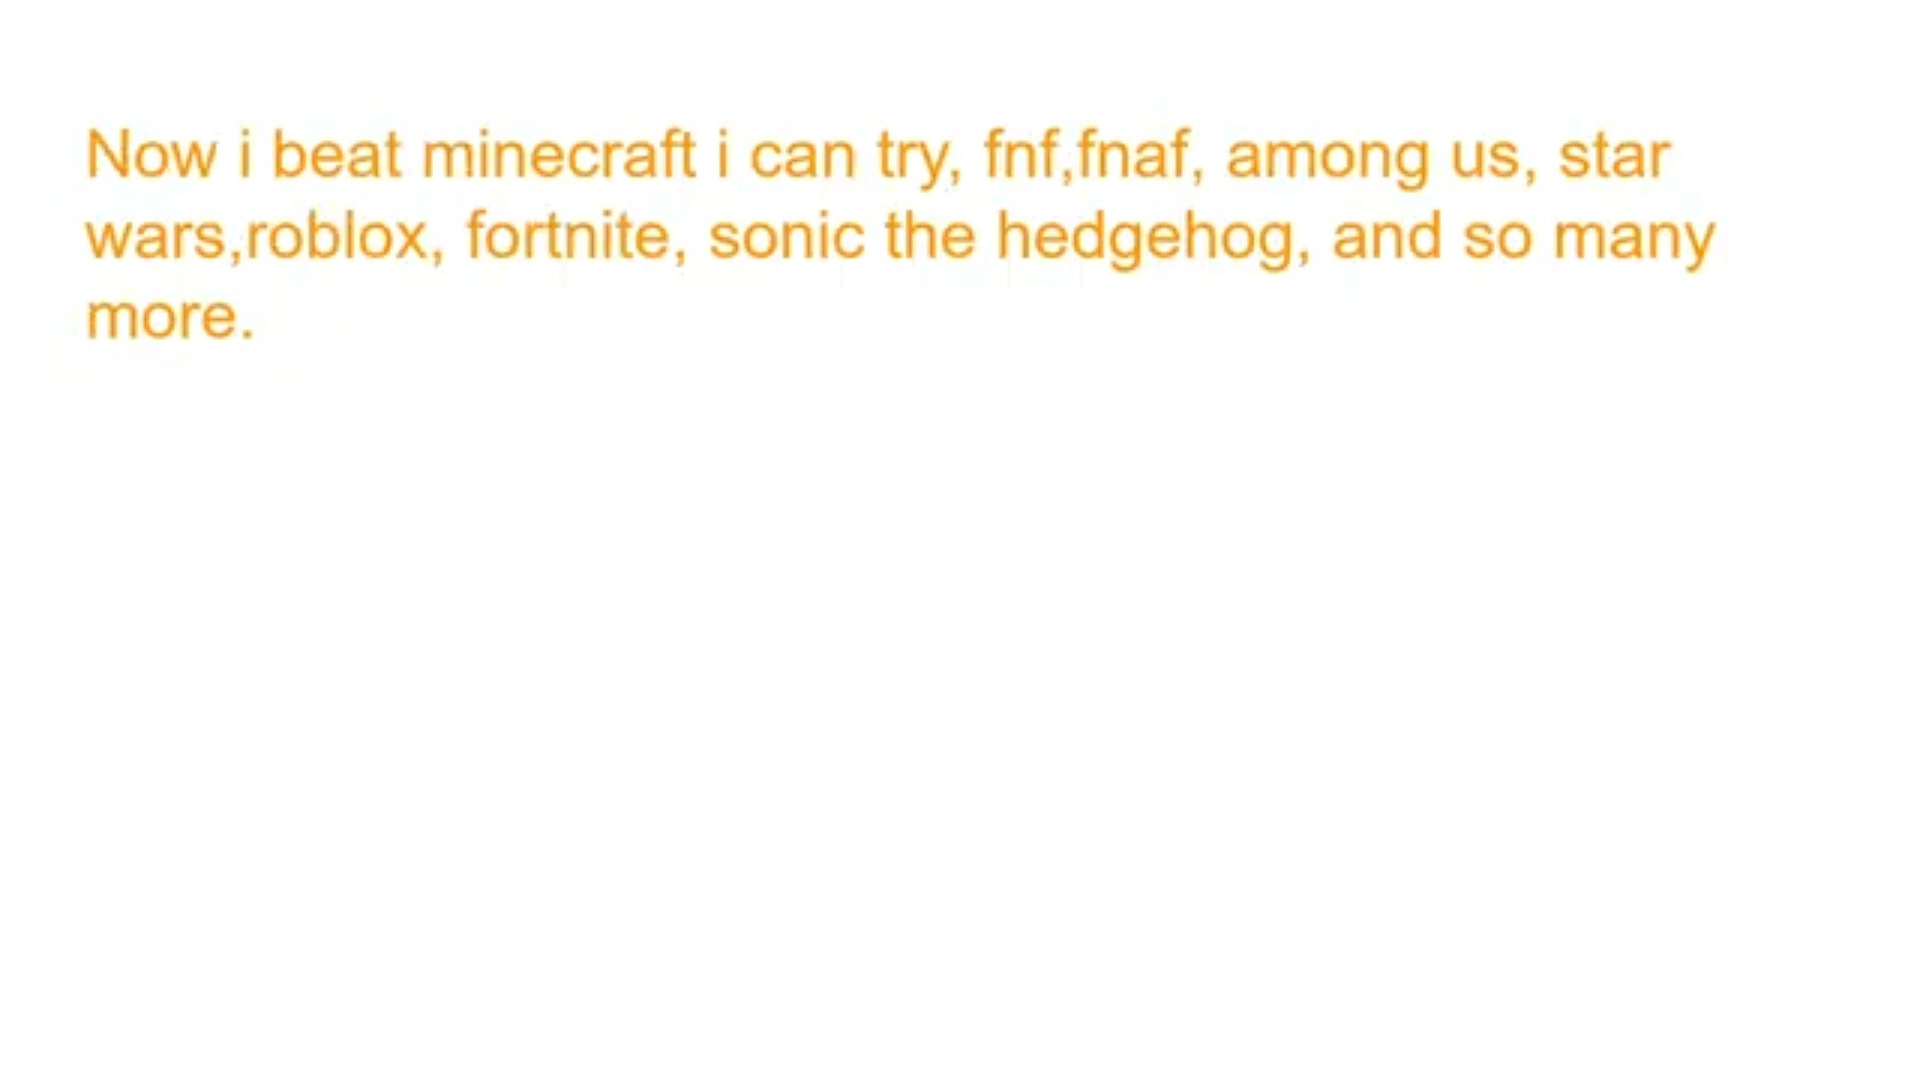 Now i beat minecraft i can try, fnf,fnaf, among us, star
wars,roblox, fortnite, sonic the hedgehog, and so many
more.